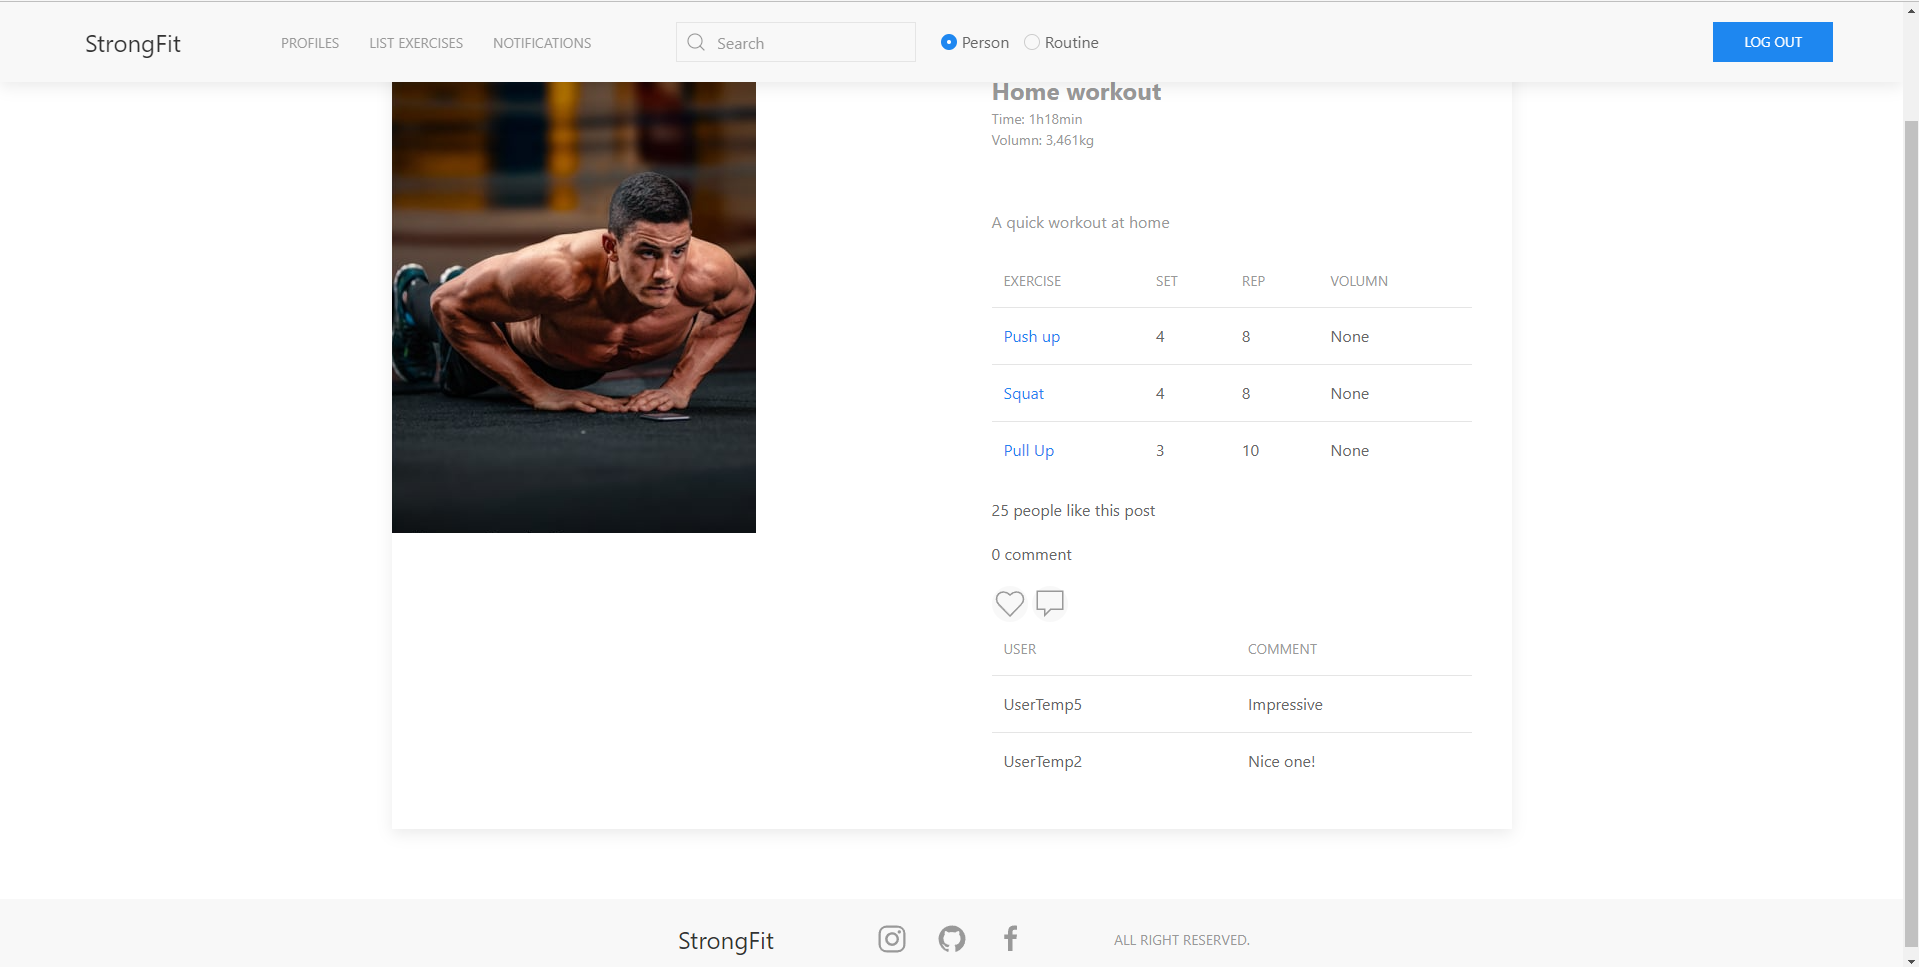 StrongFit PROFILES LIST EXERCISES NOTIFICATIONS Search Person Routine LOG OUT
Home workout
Time: 1h18min
Volumn: 3,461kg
A quick workout at home
EXERCISE SET REP VOLUMN
Push up 4 8 None
Squat 4 8 None
Pull Up 3 10 None
25 people like this post
0 comment
USER COMMENT
UserTemp5 Impressive
UserTemp2 Nice one!
StrongFit ALL RIGHT RESERVED.